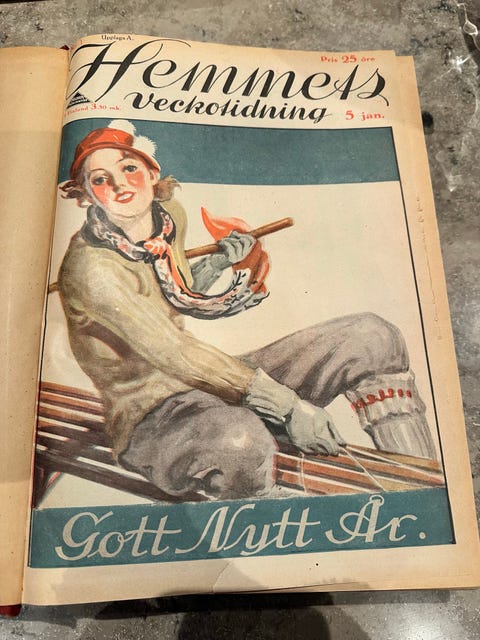 Upplaga A.
Pris 25 öre
Hemmets
Finland 3.50 mk.
veckotidning
5 jan.
Gott Nytt År.